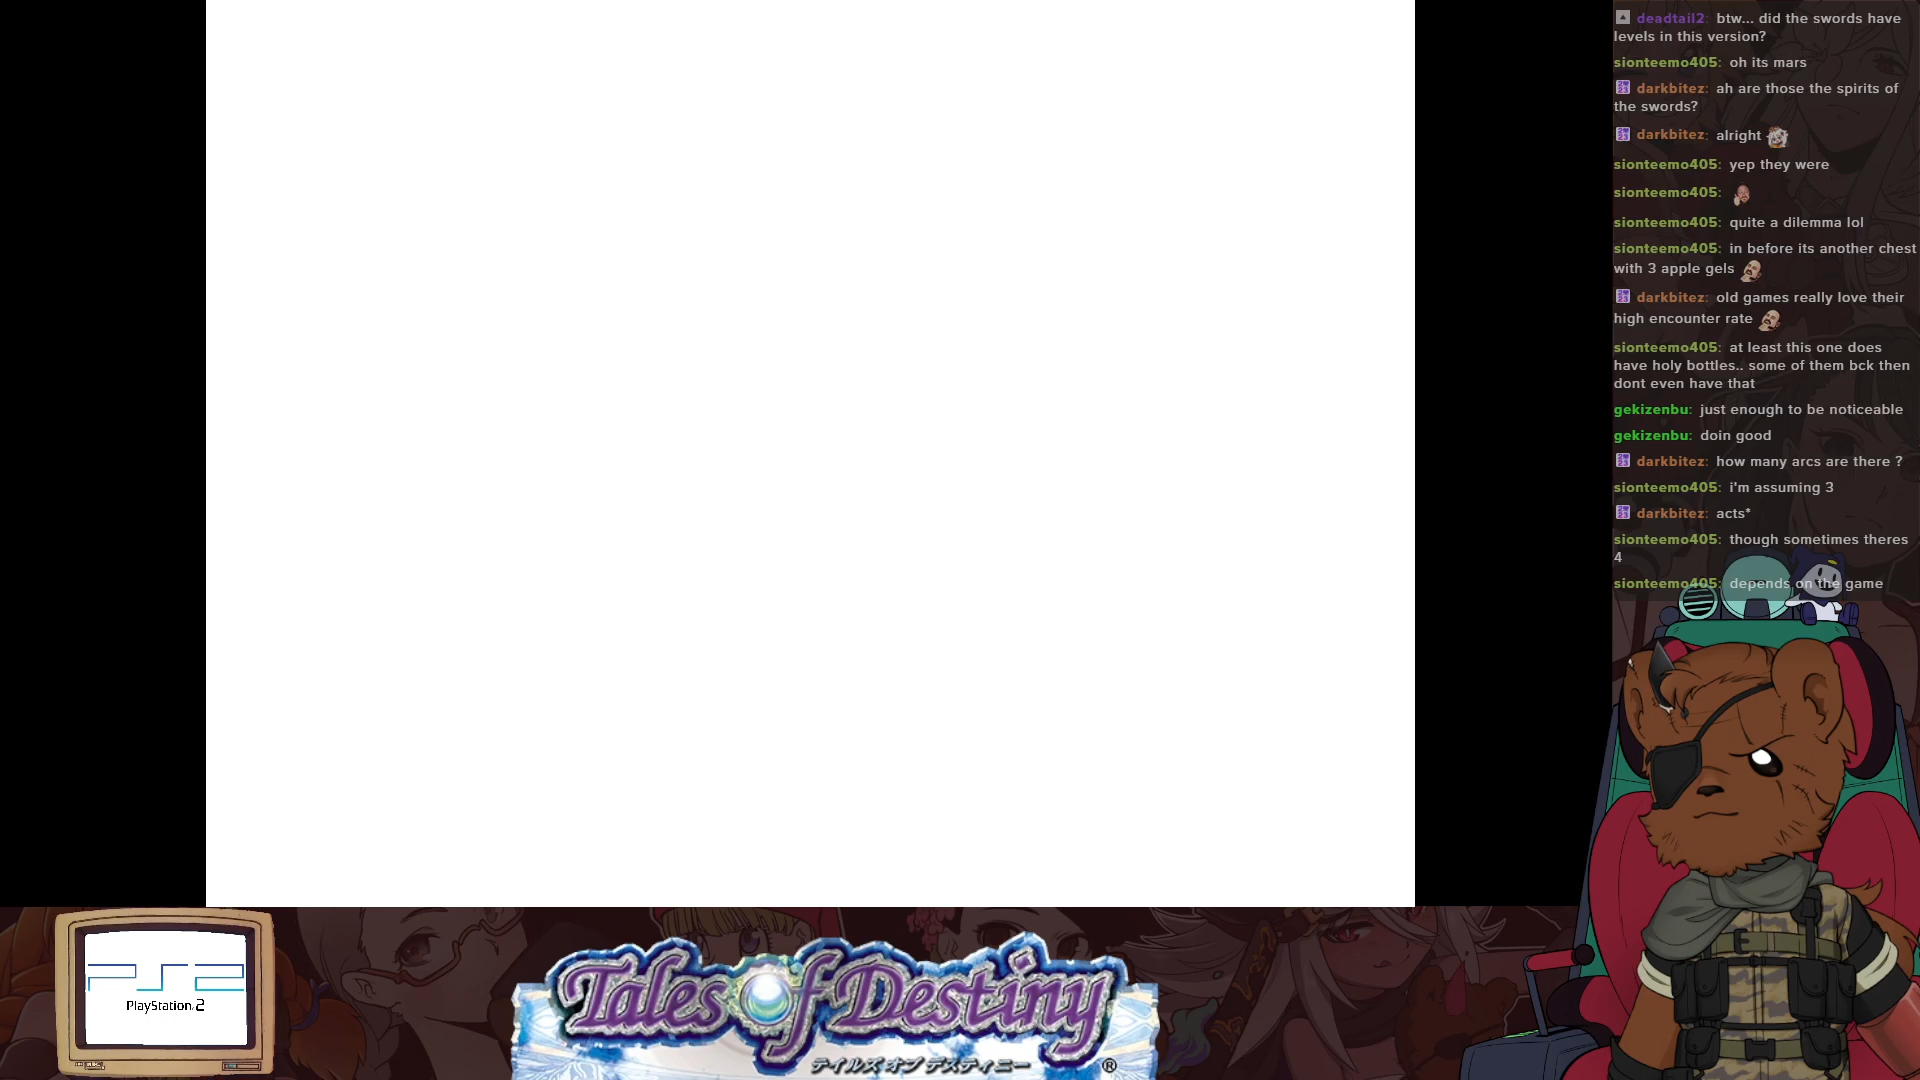 deadtail2: btw... did the swords have
levels in this version?
sionteemo405: oh its mars
darkbitez: ah are those the spirits of
the swords?
darkbitez: alright
sionteemo405: yep they were
sionteemo405:
sionteemo405: quite a dilemma lol
sionteemo405: in before its another chest
with 3 apple gels
darkbitez: old games really love their
high encounter rate
sionteemo405: at least this one does
have holy bottles.. some of them bck then
dont even have that
gekizenbu: just enough to be noticeable
gekizenbu: doin good
darkbitez: how many arcs are there ?
sionteemo405: i'm assuming 3
darkbitez: acts*
sionteemo405: though sometimes theres
4
sionteemo405: depends on the game
PS2
PlayStation.2
Tales of Destiny
テイルズ オブ デスティニー ®